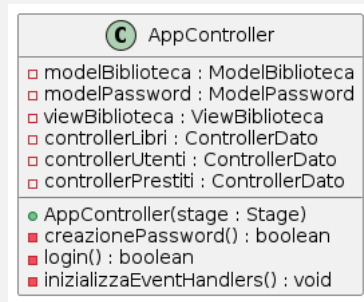 C AppController
modelBiblioteca : ModelBiblioteca
modelPassword : ModelPassword
viewBiblioteca : ViewBiblioteca
controllerLibri : ControllerDato
controllerUtenti : ControllerDato
controllerPrestiti : ControllerDato
AppController(stage : Stage)
creazionePassword() : boolean
login() : boolean
inizializzaEventHandlers() : void